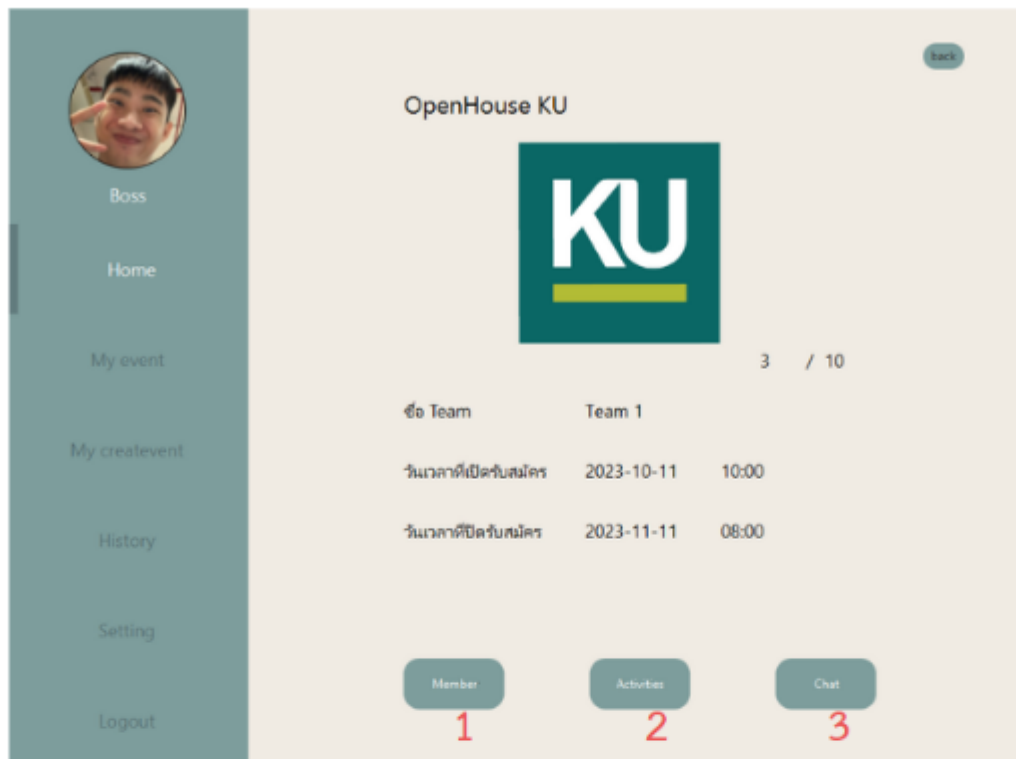 back
OpenHouse KU
KU
Boss
Home
My event
My createvent
History
Setting
Logout
3 / 10
ชื่อ Team Team 1
วันเวลาที่เปิดรับสมัคร 2023-10-11 10:00
วันเวลาที่ปิดรับสมัคร 2023-11-11 08:00
Member Activities Chat
1 2 3